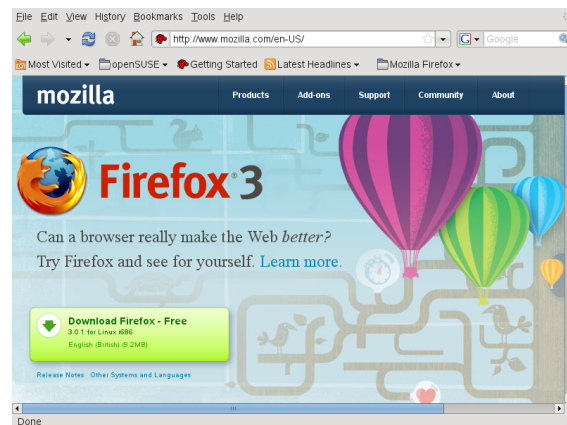 File Edit View History Bookmarks Tools Help
http://www.mozilla.com/en-US/ G Google
Most Visited openSUSE Getting Started Latest Headlines Mozilla Firefox
mozilla Products Add-ons Support Community About
Firefox 3
Can a browser really make the Web better?
Try Firefox and see for yourself. Learn more.
Download Firefox - Free
3.0.1 for Linux i686
English (British) (9.2MB)
Release Notes Other Systems and Languages
Done